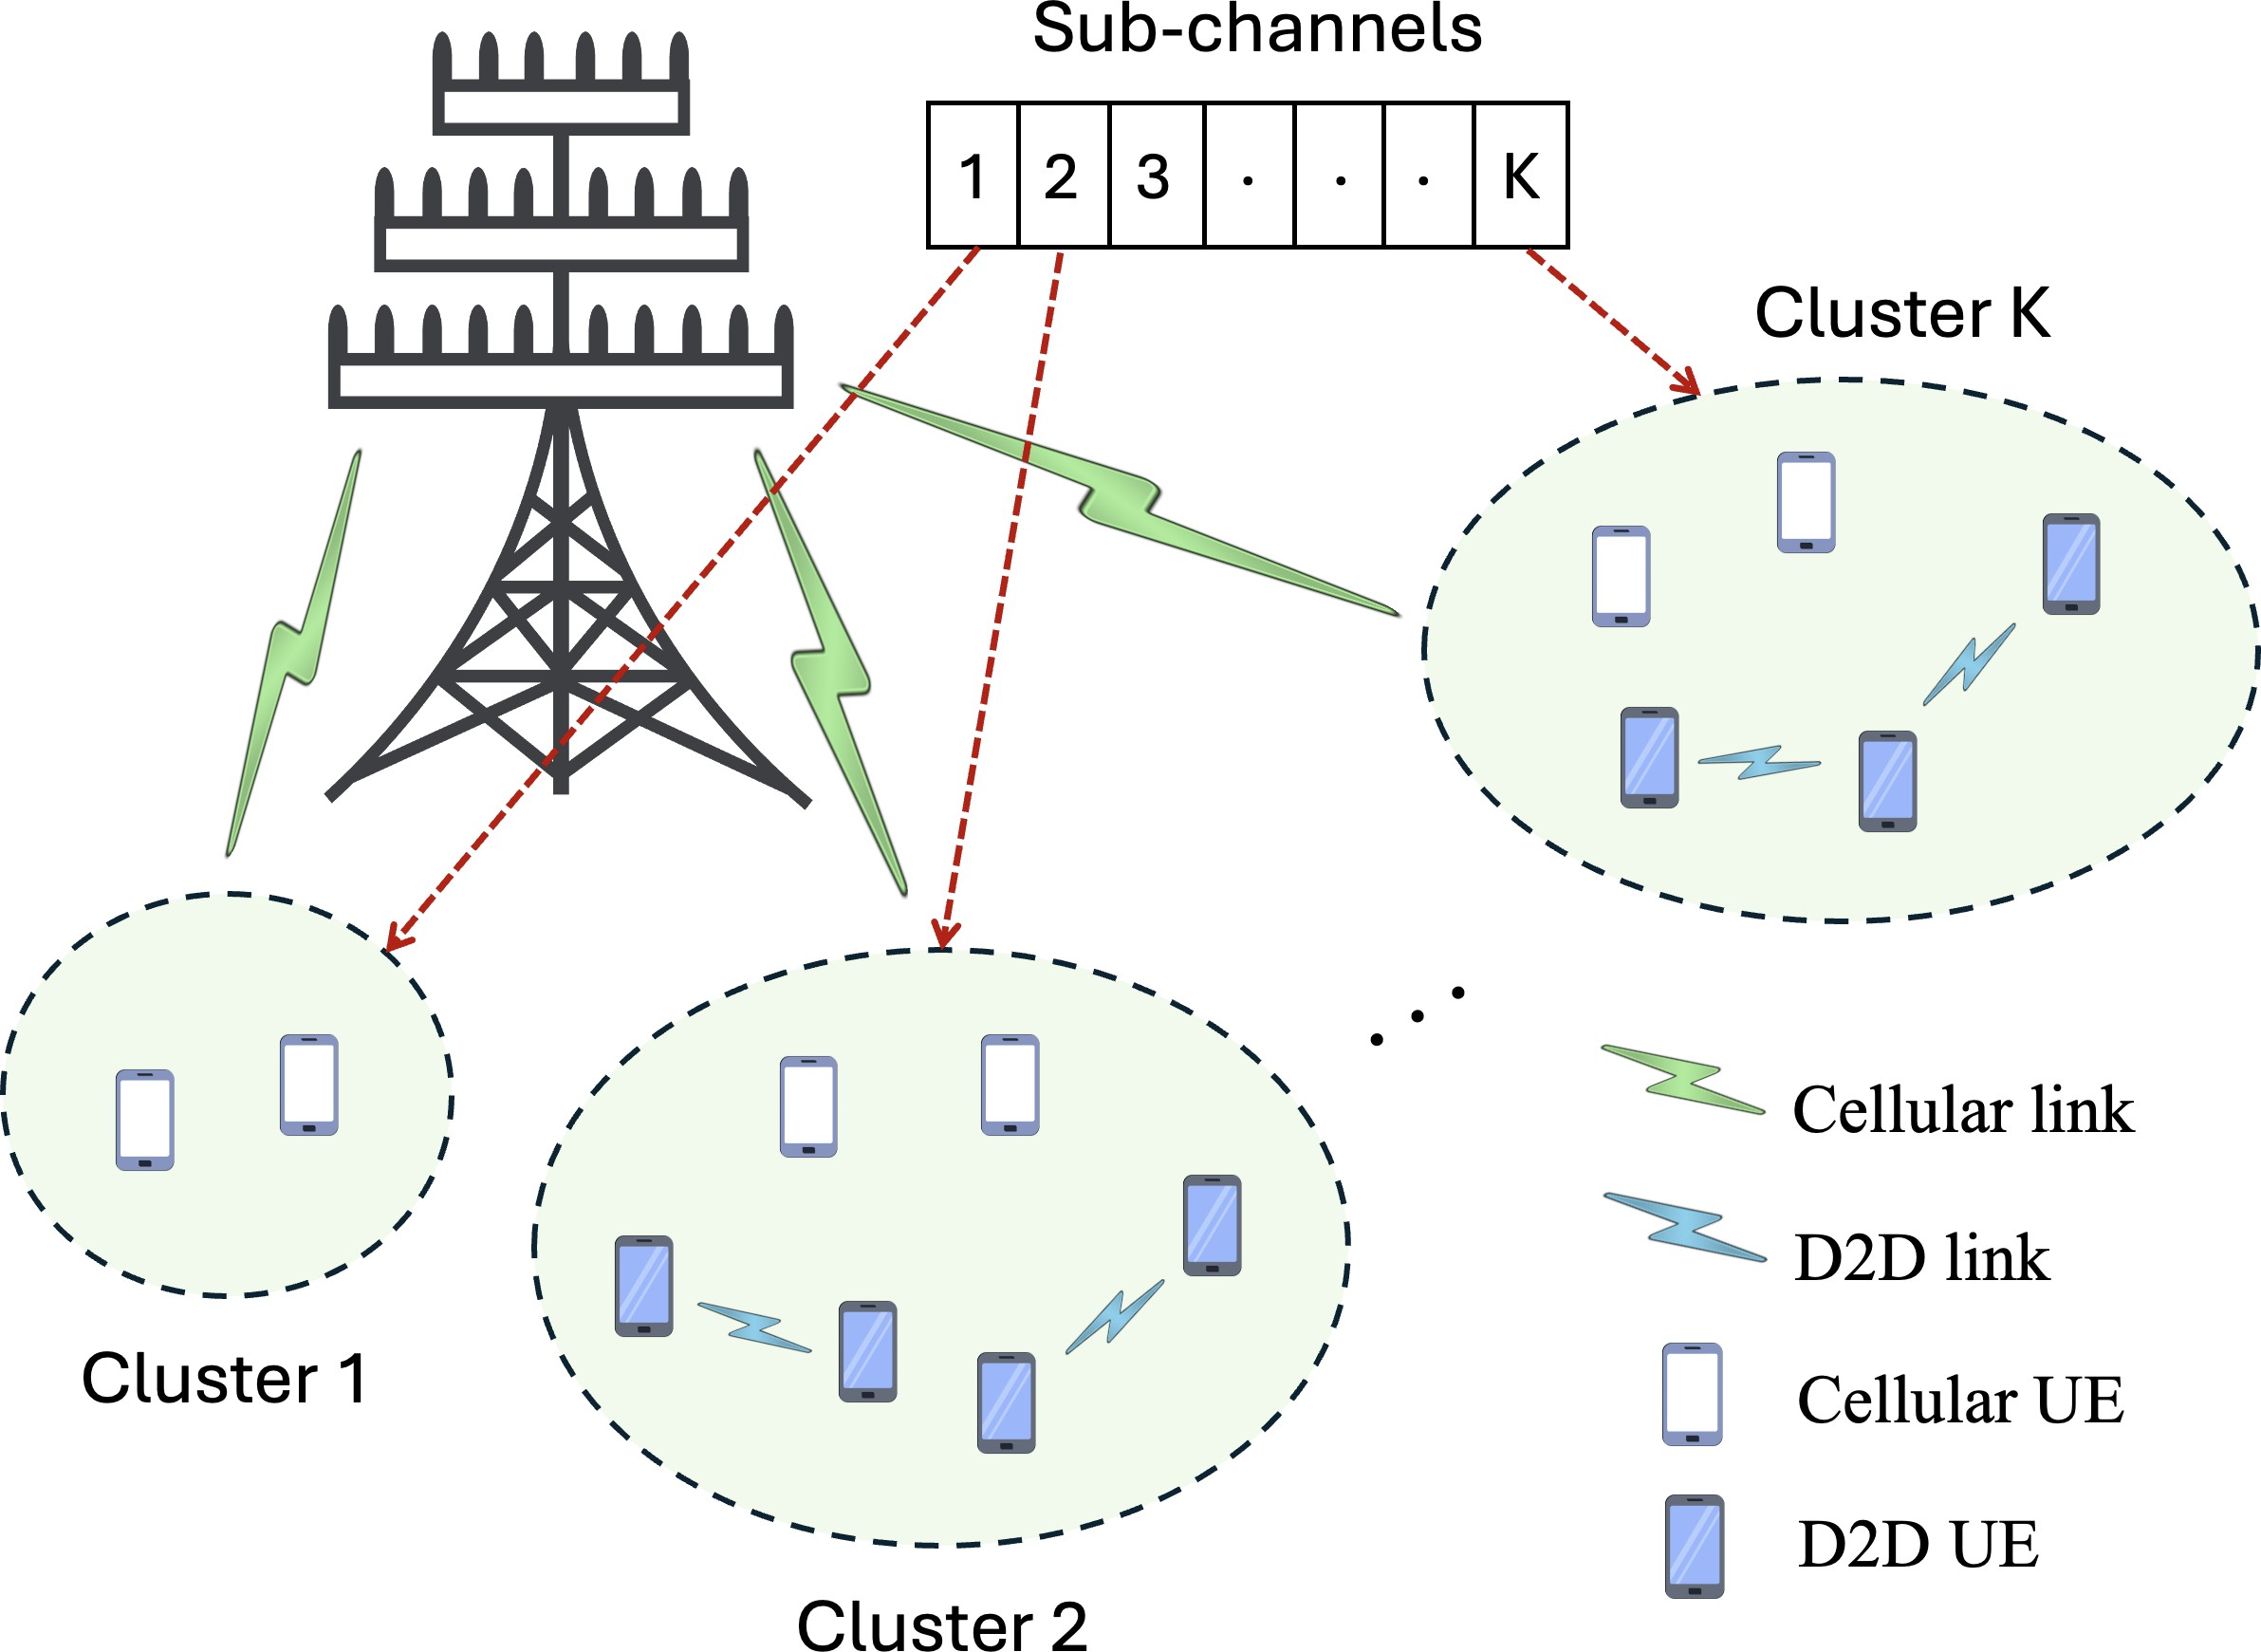 Sub-channels
1 2 3 . . . K
Cluster K
Cluster 1
Cluster 2
Cellular link
D2D link
Cellular UE
D2D UE